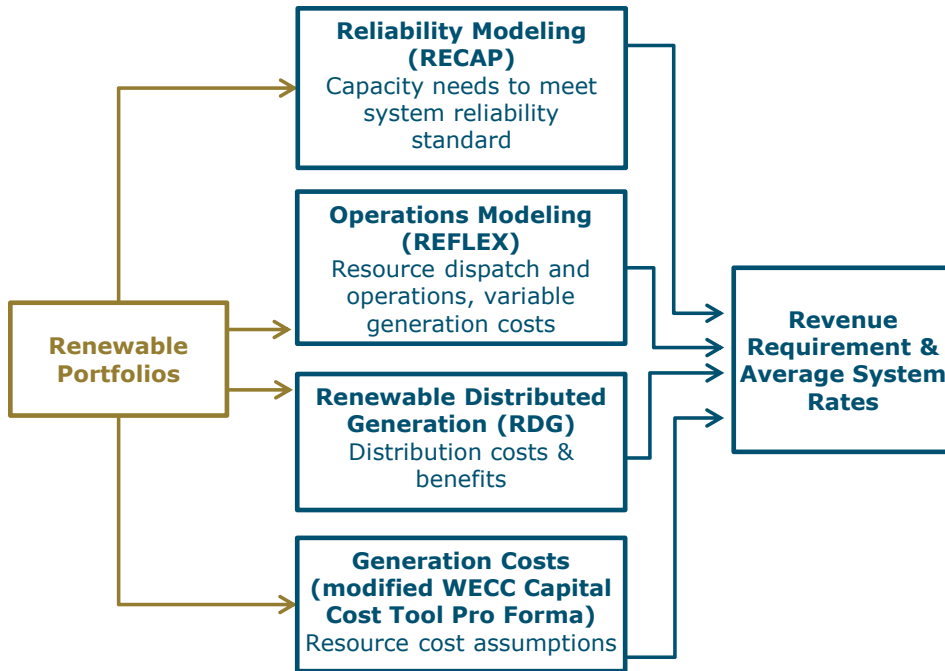 Renewable
Portfolios
Reliability Modeling
(RECAP)
Capacity needs to meet
system reliability
standard
Operations Modeling
(REFLEX)
Resource dispatch and
operations, variable
generation costs
Renewable Distributed
Generation (RDG)
Distribution costs &
benefits
Generation Costs
(modified WECC Capital
Cost Tool Pro Forma)
Resource cost assumptions
Revenue
Requirement &
Average System
Rates